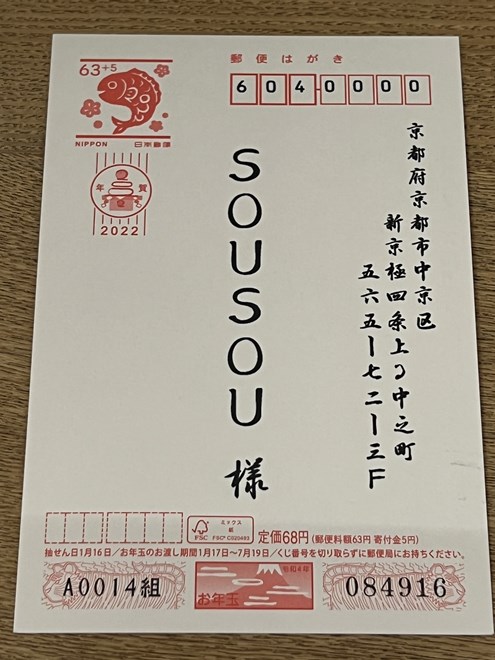 郵便はがき
63+5
NIPPON 日本郵便
年賀
2022
604-0000
京都府京都市中京区
新京極四条上る中之町
五六五ー七二ー三F
SOUSOU 様
FSC
ミックス
紙
FSC® C020693
定価68円(郵便料額63円 寄付金5円)
抽せん日1月16日/お年玉のお渡し期間1月17日~7月19日/くじ番号を切り取らずに郵便局にお持ちください。
A0014組
令和4年
お年玉
084916